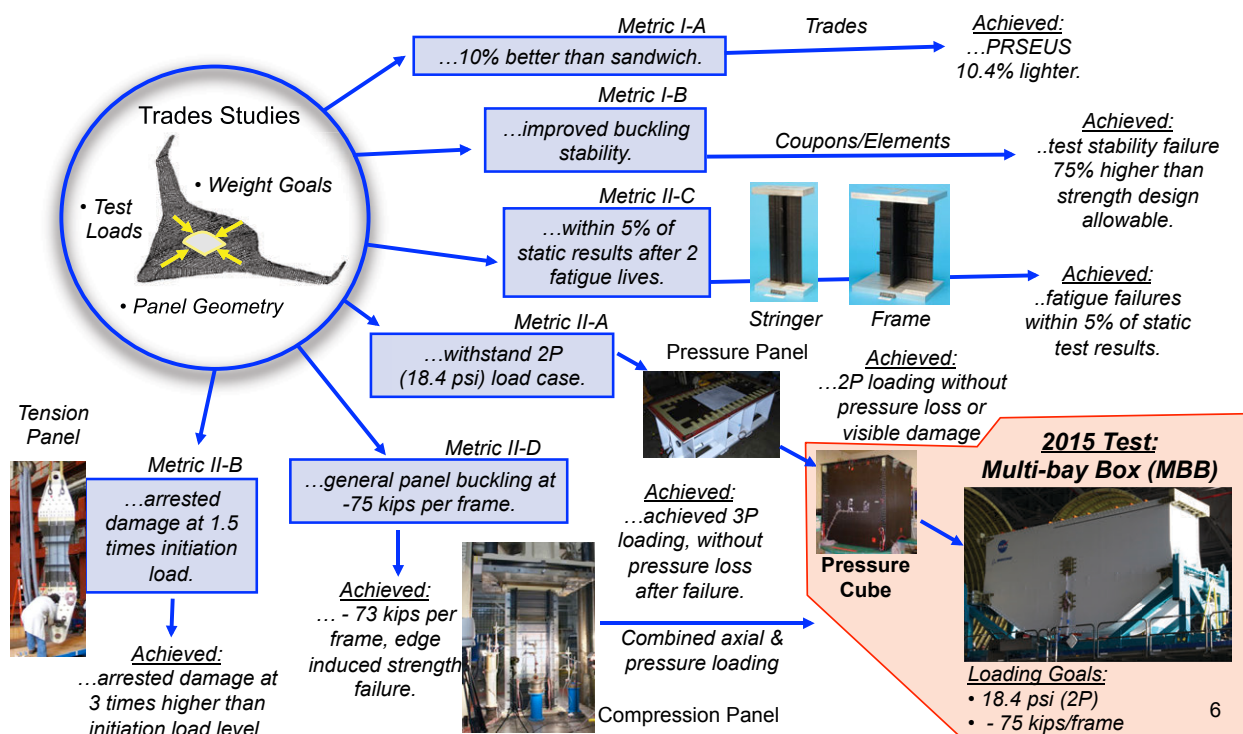 Trades Studies
• Weight Goals
• Test
Loads
• Panel Geometry
Metric I-A
…10% better than sandwich.
Trades
Achieved:
…PRSEUS
10.4% lighter.
Metric I-B
…improved buckling
stability.
Coupons/Elements
Achieved:
..test stability failure
75% higher than
strength design
allowable.
Metric II-C
…within 5% of
static results after 2
fatigue lives.
Stringer
Frame
Achieved:
..fatigue failures
within 5% of static
test results.
Metric II-A
…withstand 2P
(18.4 psi) load case.
Pressure Panel
Achieved:
…2P loading without
pressure loss or
visible damage
Tension
Panel
Metric II-B
…arrested
damage at 1.5
times initiation
load.
Achieved:
…arrested damage at
3 times higher than
initiation load level
Metric II-D
…general panel buckling at
-75 kips per frame.
Achieved:
… - 73 kips per
frame, edge
induced strength
failure.
Achieved:
…achieved 3P
loading, without
pressure loss
after failure.
Combined axial &
pressure loading
Compression Panel
Pressure
Cube
2015 Test:
Multi-bay Box (MBB)
Loading Goals:
• 18.4 psi (2P)
• - 75 kips/frame
6